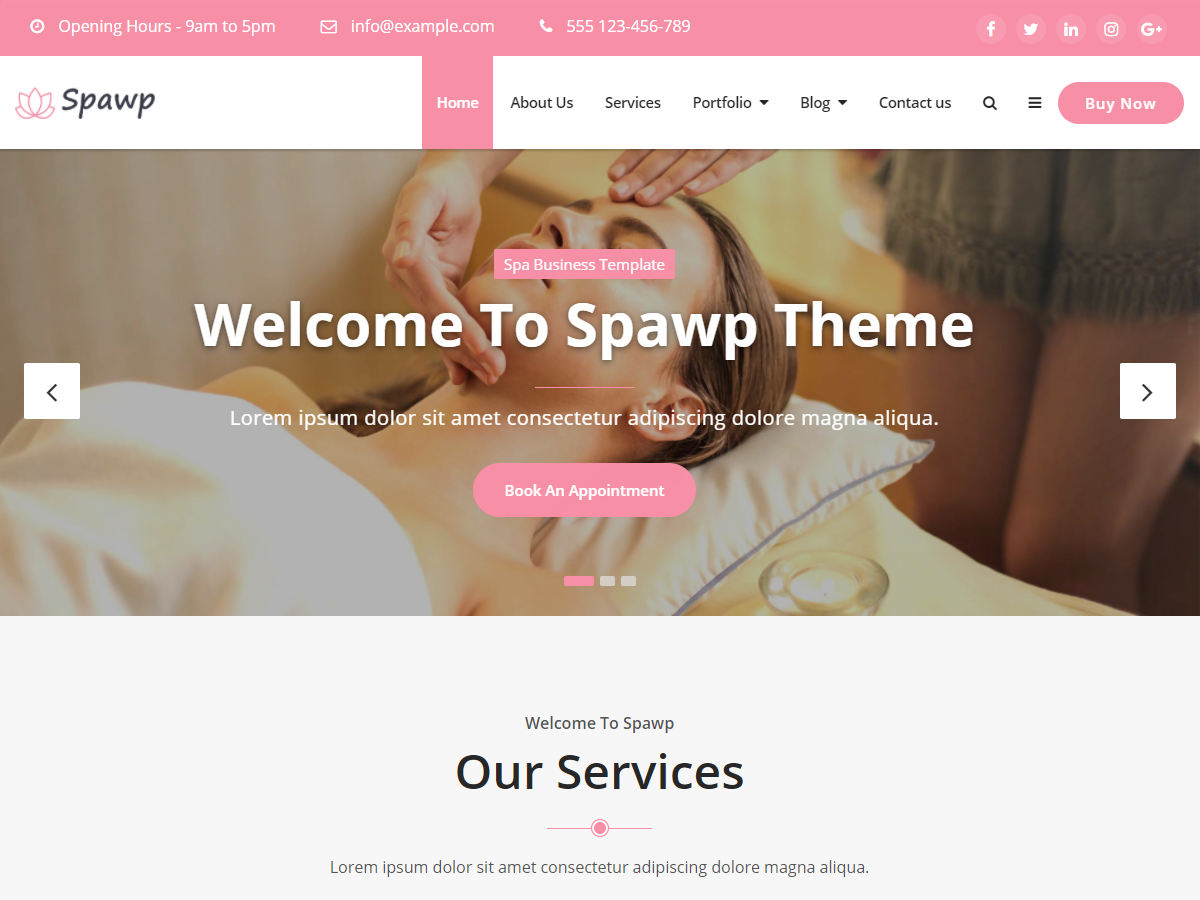 Opening Hours - 9am to 5pm info@example.com 555 123-456-789
Spawp Home About Us Services Portfolio Blog Contact us Buy Now
Spa Business Template
Welcome To Spawp Theme
Lorem ipsum dolor sit amet consectetur adipiscing dolore magna aliqua.
Book An Appointment
Welcome To Spawp
Our Services
Lorem ipsum dolor sit amet consectetur adipiscing dolore magna aliqua.